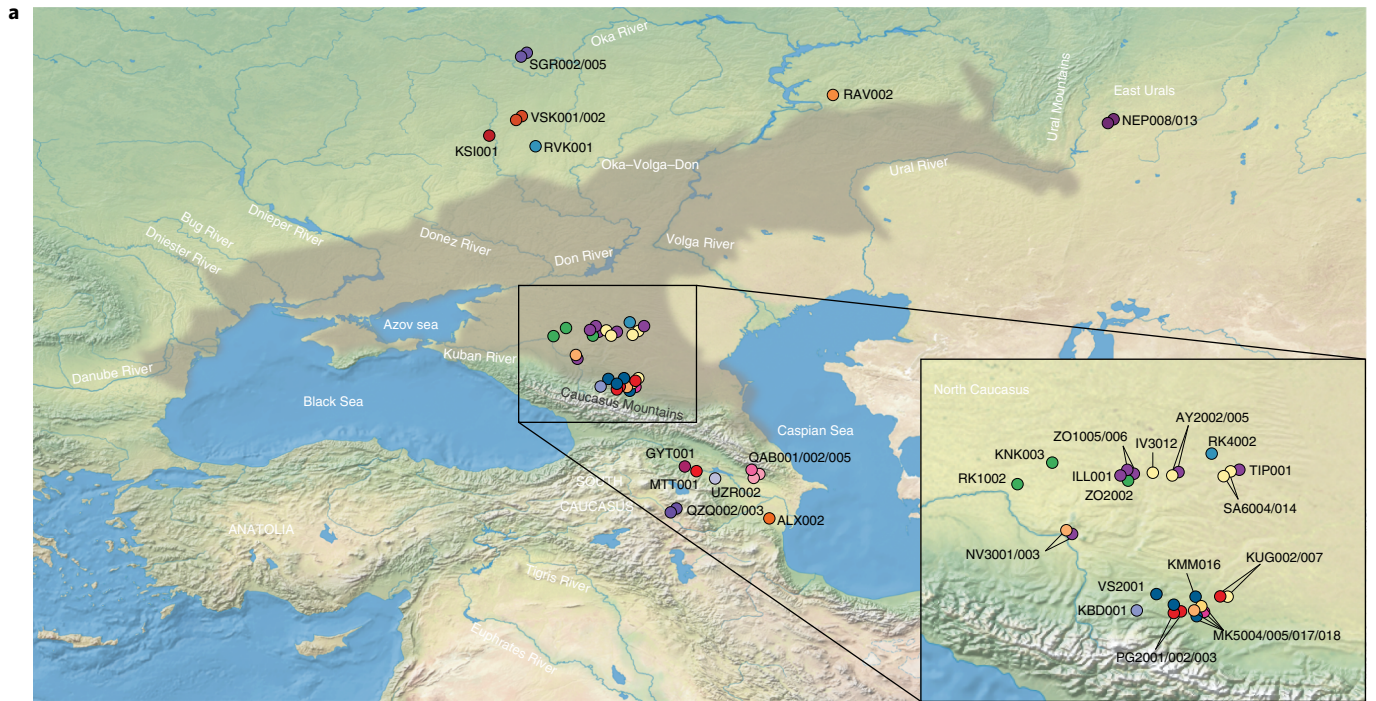 a
Oka River
SGR002/005
RAV002
Ural Mountains
East Urals
NEP008/013
VSK001/002
KSI001
RVK001
Oka–Volga–Don
Ural River
Bug River
Dnieper River
Dniester River
Donez River
Don River
Volga River
Azov sea
Kuban River
Danube River
Black Sea
Caucasus Mountains
Caspian Sea
GYT001
QAB001/002/005
MTT001
UZR002
SOUTH
CAUCASUS
QZQ002/003
ALX002
ANATOLIA
Tigris River
Euphrates River
North Caucasus
AY2002/005
ZO1005/006
IV3012
RK4002
KNK003
RK1002
ILL001
ZO2002
TIP001
SA6004/014
NV3001/003
KUG002/007
KMM016
VS2001
KBD001
MK5004/005/017/018
PG2001/002/003